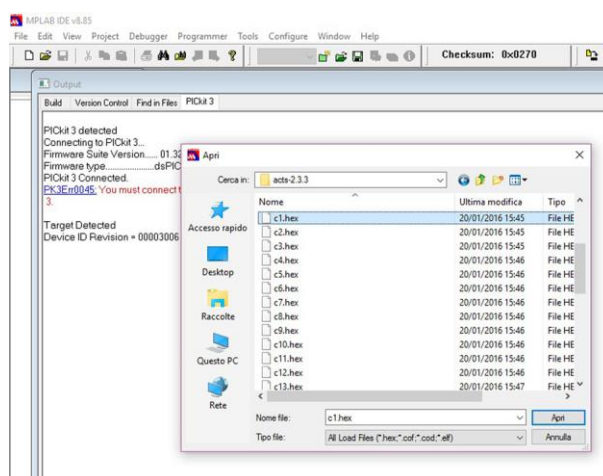 MPLAB IDE v8.85
File Edit View Project Debugger Programmer Tools Configure Window Help
Checksum: 0x0270
Output
Build Version Control Find in Files PICkit 3
PICkit 3 detected
Connecting to PICkit 3...
Firmware Suite Version...... 01.32
Firmware type......................dsPIC
PICkit 3 Connected.
PK3Err0045: You must connect t
3.
Target Detected
Device ID Revision = 00003006
Apri
Cerca in: acts-2.3.3
Nome Ultima modifica Tipo
c1.hex 20/01/2016 15:45 File HE
c2.hex 20/01/2016 15:45 File HE
c3.hex 20/01/2016 15:45 File HE
c4.hex 20/01/2016 15:46 File HE
c5.hex 20/01/2016 15:46 File HE
c6.hex 20/01/2016 15:46 File HE
c7.hex 20/01/2016 15:46 File HE
c8.hex 20/01/2016 15:46 File HE
c9.hex 20/01/2016 15:46 File HE
c10.hex 20/01/2016 15:46 File HE
c11.hex 20/01/2016 15:46 File HE
c12.hex 20/01/2016 15:46 File HE
c13.hex 20/01/2016 15:47 File HE
Accesso rapido
Desktop
Raccolte
Questo PC
Rete
Nome file: c1.hex Apri
Tipo file: All Load Files (*.hex;*.cof;*.cod;*.elf) Annulla